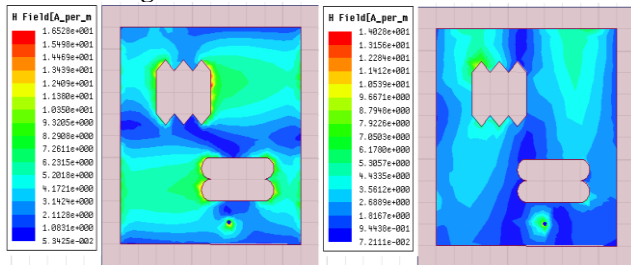 H Field[A_per_m
1.6528e+001
1.5498e+001
1.4469e+001
1.3439e+001
1.2409e+001
1.1380e+001
1.0350e+001
9.3205e+000
8.2908e+000
7.2611e+000
6.2315e+000
5.2018e+000
4.1721e+000
3.1424e+000
2.1128e+000
1.0831e+000
5.3425e-002
H Field[A_per_m
1.4028e+001
1.3156e+001
1.2284e+001
1.1412e+001
1.0539e+001
9.6671e+000
8.7948e+000
7.9226e+000
7.0503e+000
6.1780e+000
5.3057e+000
4.4335e+000
3.5612e+000
2.6889e+000
1.8167e+000
9.4438e-001
7.2111e-002